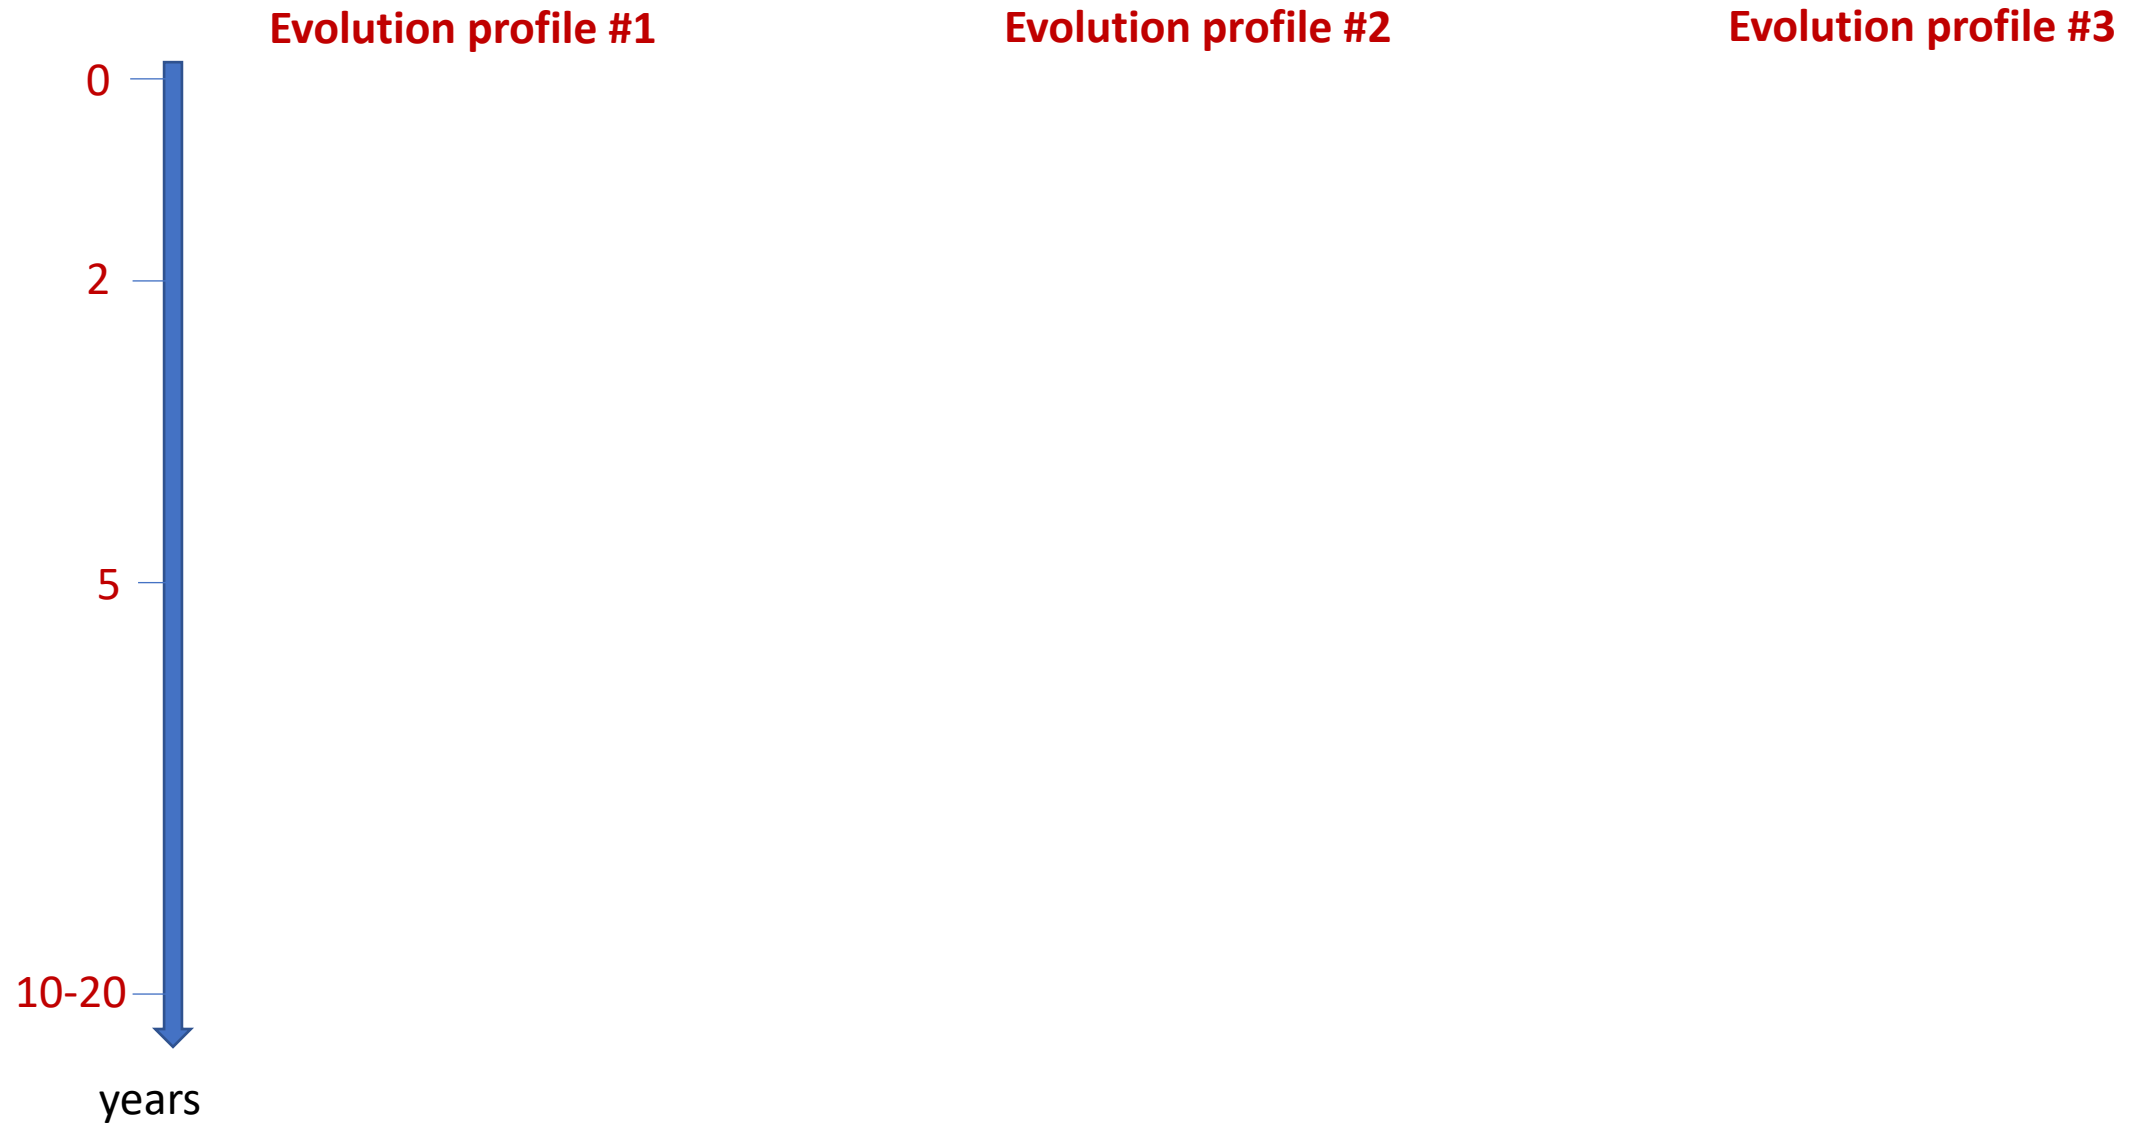 Evolution profile #1
Evolution profile #2
Evolution profile #3
0
2
5
10-20
years